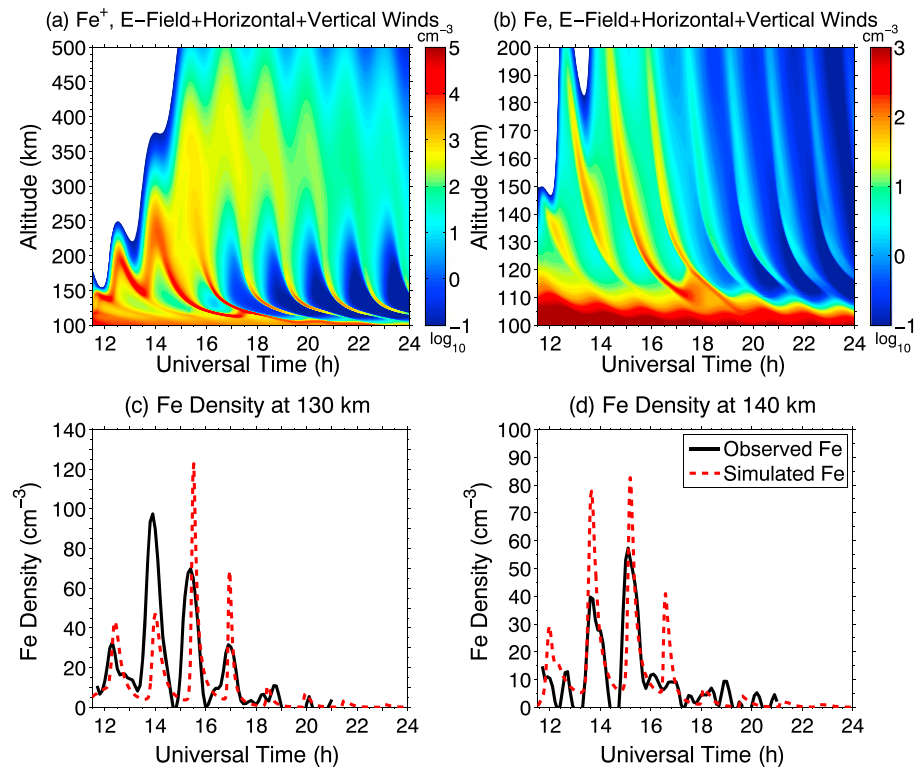 (a) Fe+, E−Field+Horizontal+Vertical Winds
cm−3
500
450
400
350
300
250
200
150
100
Altitude (km)
12 14 16 18 20 22 24
Universal Time (h)
5
4
3
2
1
0
−1
log10
(b) Fe, E−Field+Horizontal+Vertical Winds
cm−3
200
190
180
170
160
150
140
130
120
110
100
Altitude (km)
12 14 16 18 20 22 24
Universal Time (h)
3
2
1
0
−1
log10
(c) Fe Density at 130 km
140
120
100
80
60
40
20
0
Fe Density (cm−3)
12 14 16 18 20 22 24
Universal Time (h)
(d) Fe Density at 140 km
100
90
80
70
60
50
40
30
20
10
0
Fe Density (cm−3)
Observed Fe
Simulated Fe
12 14 16 18 20 22 24
Universal Time (h)